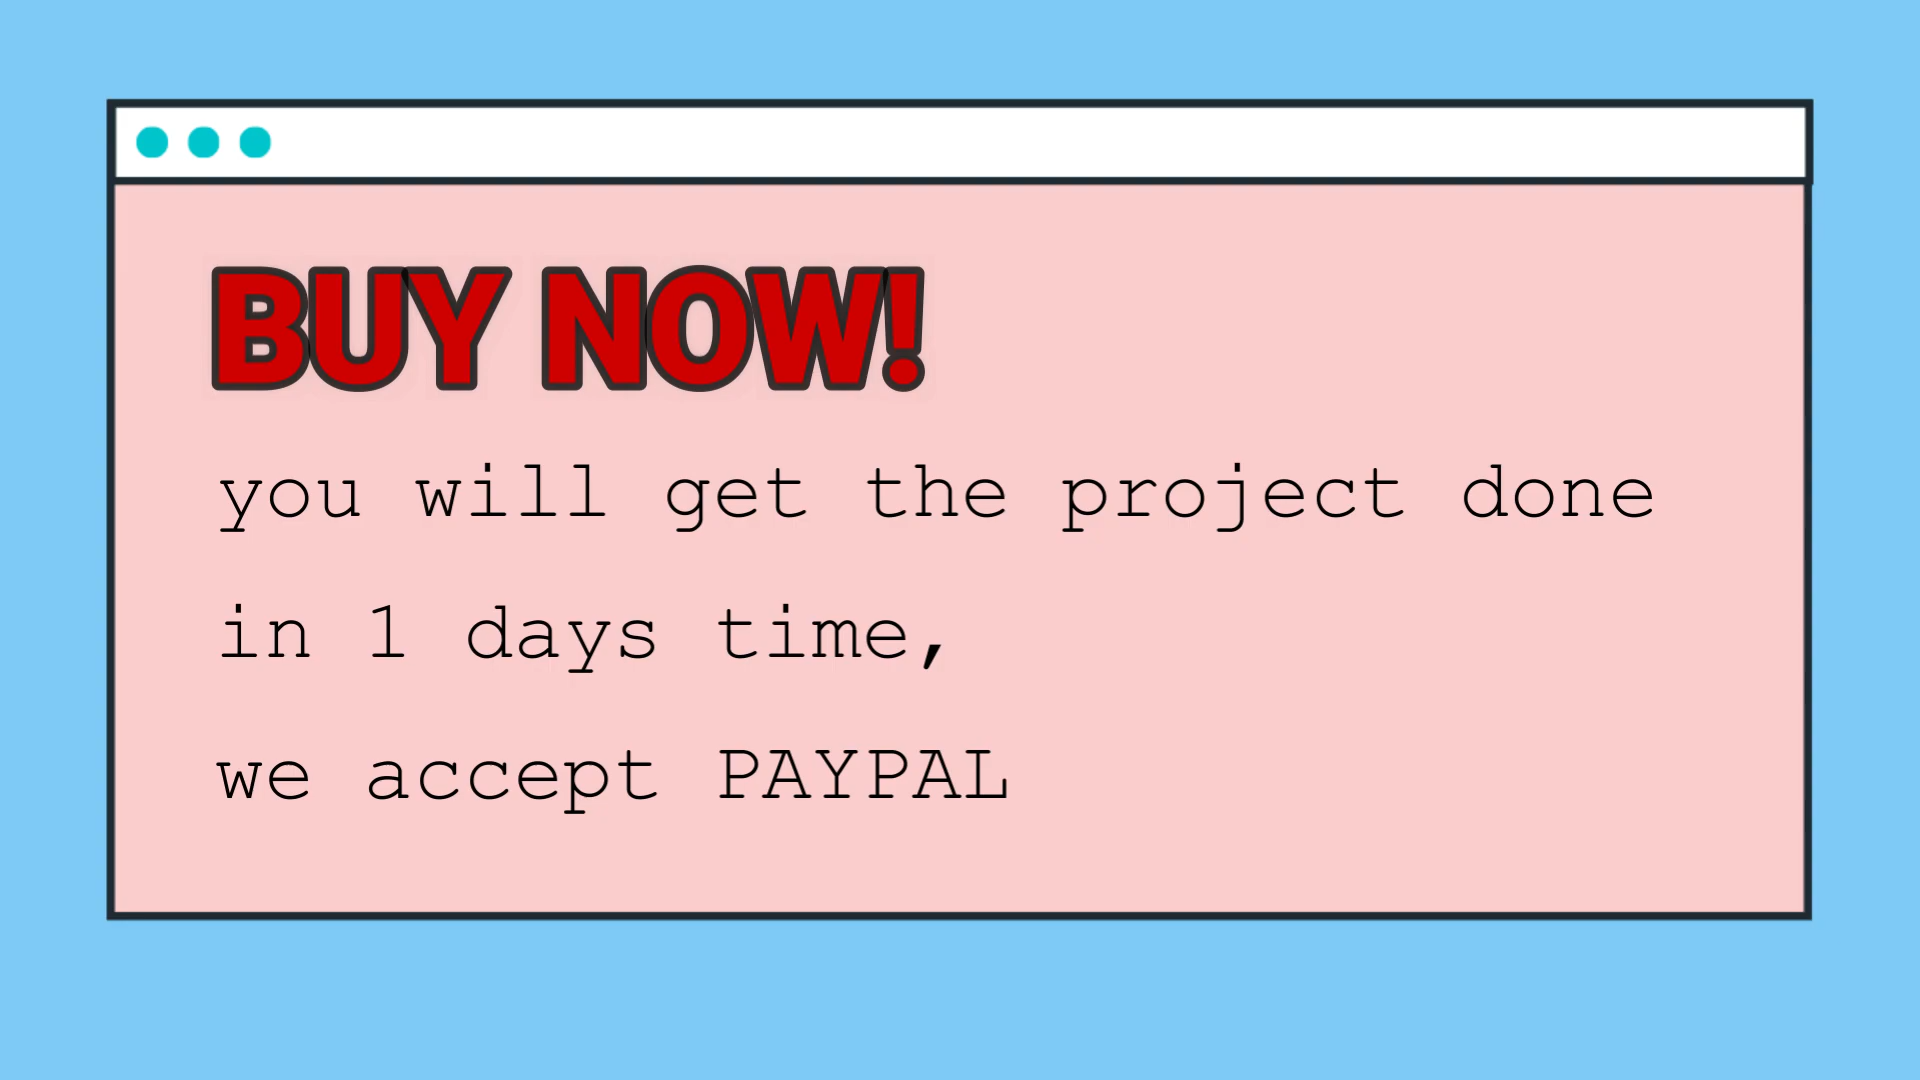 BUY NOW!
you will get the project done
in 1 days time,
we accept PAYPAL